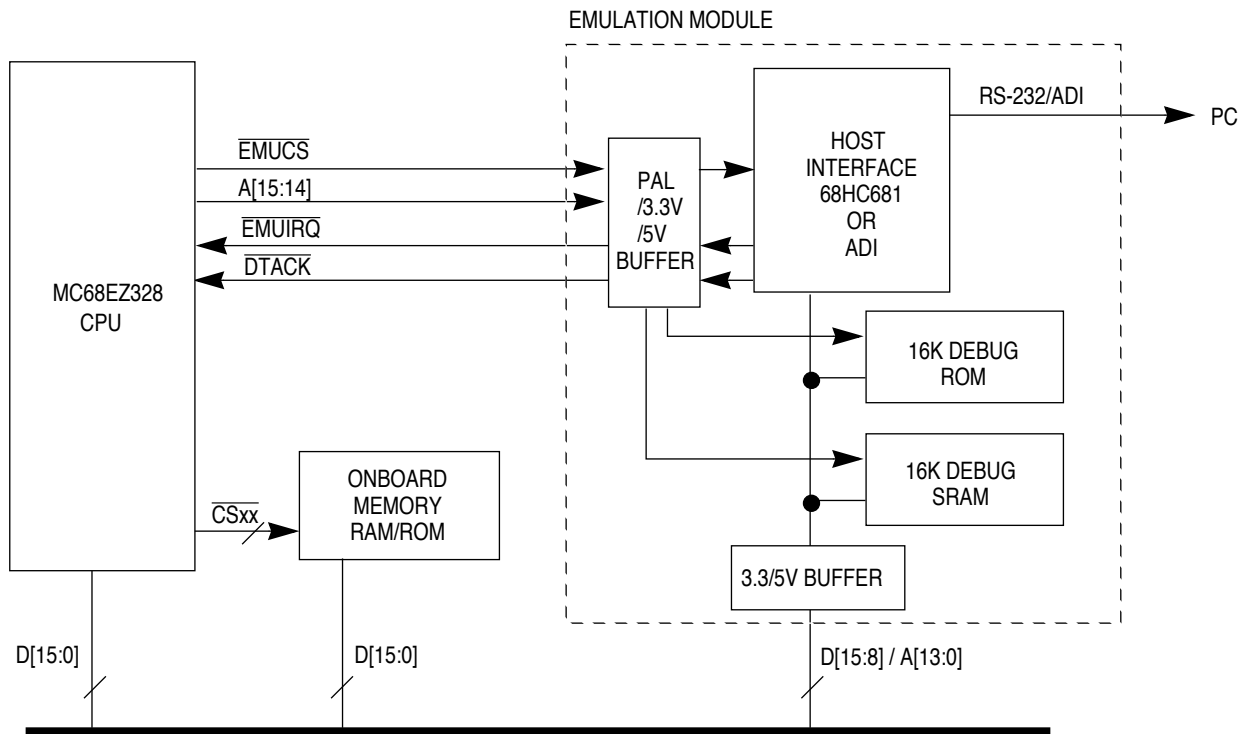 EMULATION MODULE
RS-232/ADI
PC
HOST
INTERFACE
68HC681
OR
ADI
EMUCS
A[15:14]
EMUIRQ
DTACK
PAL
/3.3V
/5V
BUFFER
MC68EZ328
CPU
16K DEBUG
ROM
16K DEBUG
SRAM
ONBOARD
MEMORY
RAM/ROM
CSxx
3.3/5V BUFFER
D[15:0]
D[15:0]
D[15:8] / A[13:0]